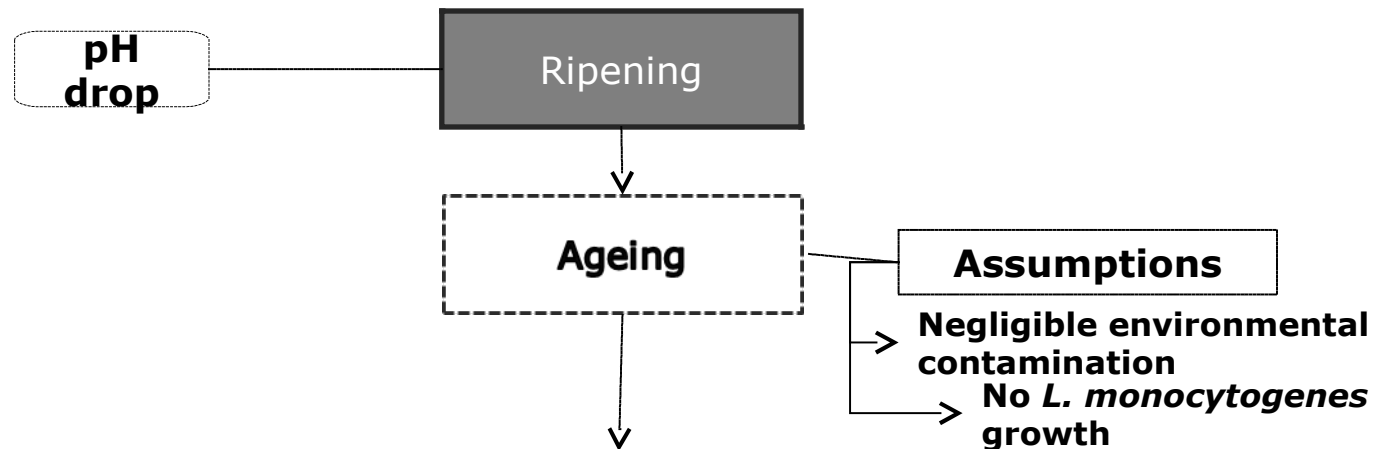 pH
drop
Ripening
Ageing
Assumptions
Negligible environmental
contamination
No L. monocytogenes
growth